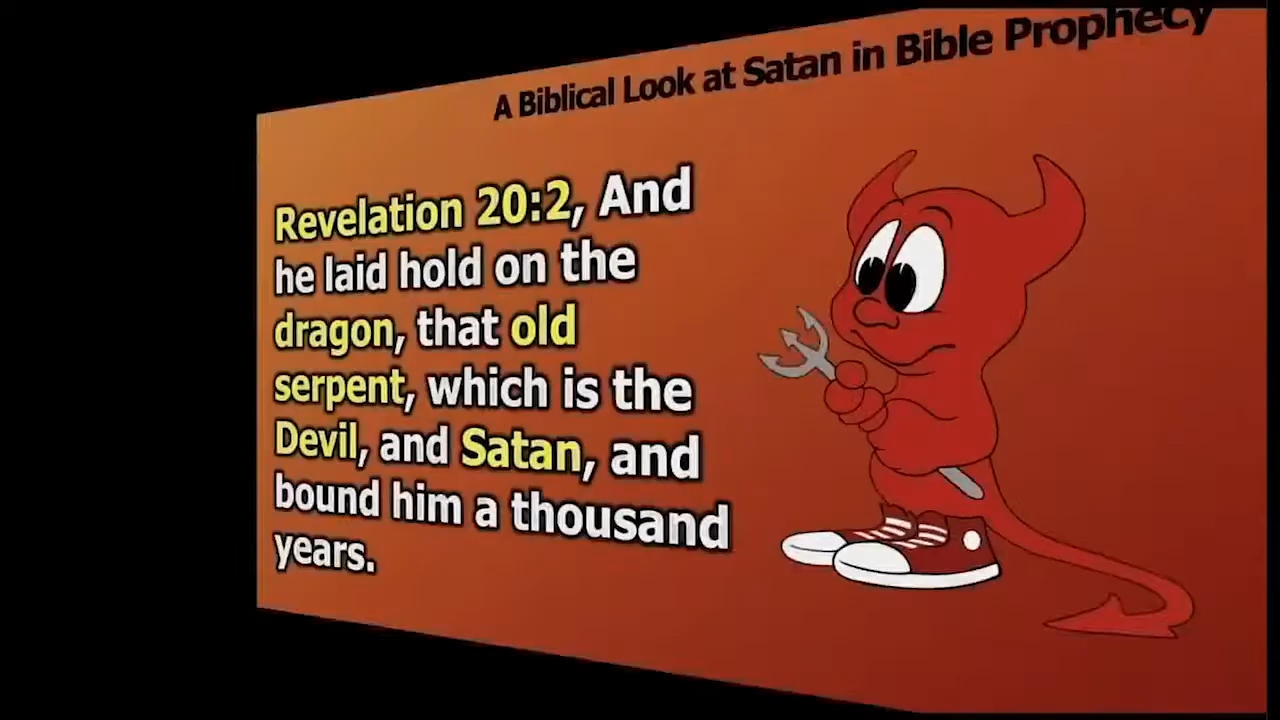 A Biblical Look at Satan in Bible Prophecy
Revelation 20:2, And
he laid hold on the
dragon, that old
serpent, which is the
Devil, and Satan, and
bound him a thousand
years.